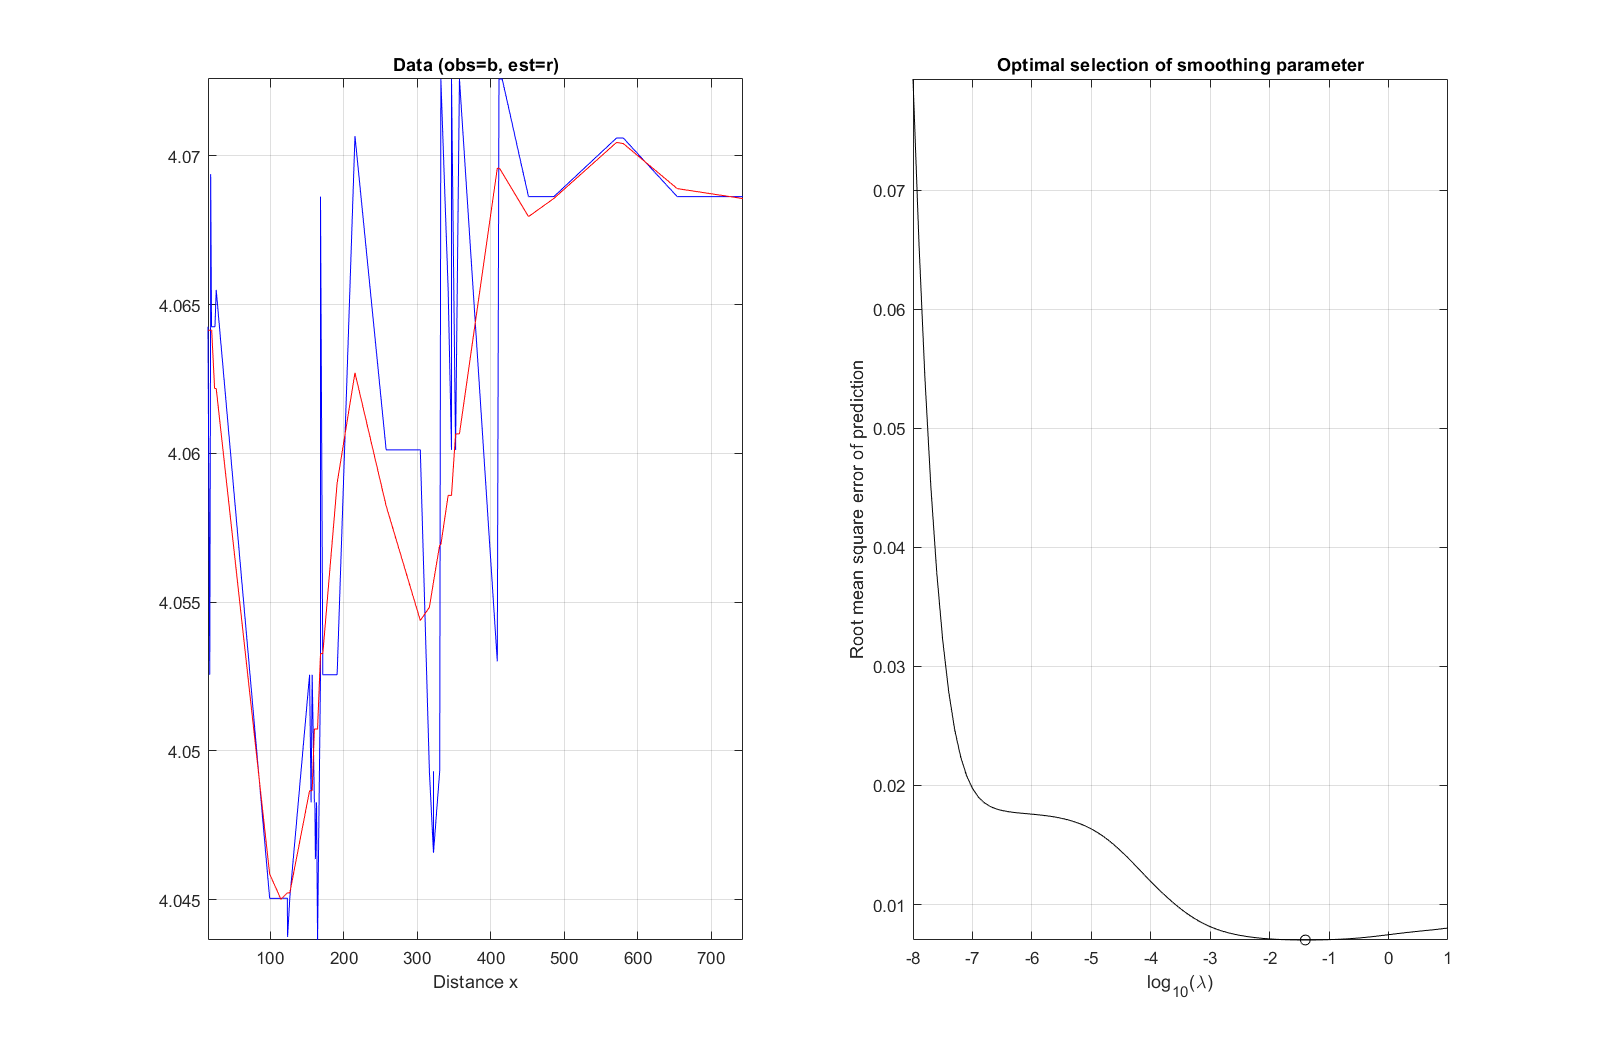 Data (obs=b, est=r)
4.07
4.065
4.06
4.055
4.05
4.045
100 200 300 400 500 600 700
Distance x
Optimal selection of smoothing parameter
Root mean square error of prediction
0.07
0.06
0.05
0.04
0.03
0.02
0.01
-8 -7 -6 -5 -4 -3 -2 -1 0 1
log10(λ)